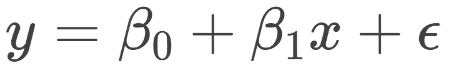 y = β₀ + β₁x + ϵ